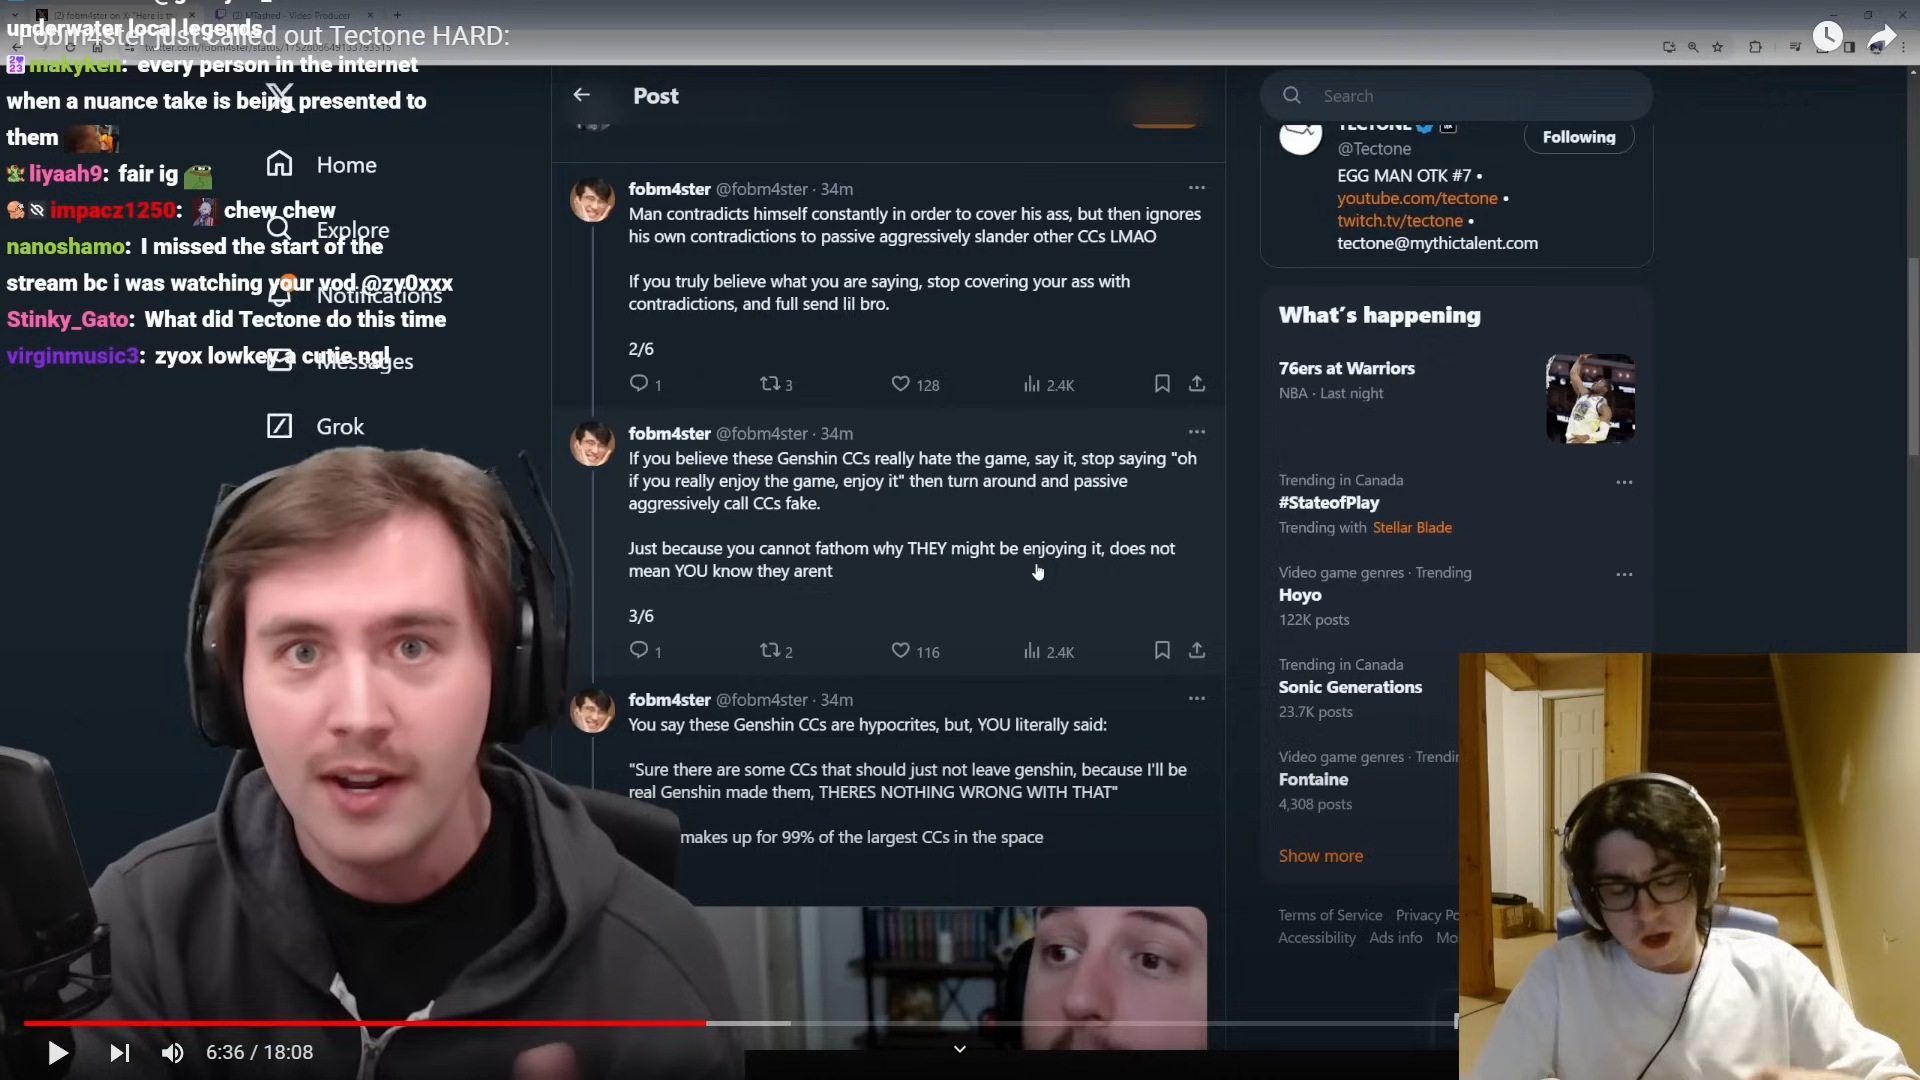 Fobm4ster just called out Tectone HARD:
underwater local legends
makyken: every person in the internet
when a nuance take is being presented to
them
liyaah9: fair ig
impacz1250: chew chew
nanoshamo: I missed the start of the
stream bc i was watching your vod @zy0xxx
Stinky_Gato: What did Tectone do this time
virginmusic3: zyox lowkey a cutie ngl
Home
Explore
Notifications
Messages
Grok
Post
fobm4ster @fobm4ster · 34m
Man contradicts himself constantly in order to cover his ass, but then ignores
his own contradictions to passive aggressively slander other CCs LMAO
If you truly believe what you are saying, stop covering your ass with
contradictions, and full send lil bro.
2/6
1 3 128 2.4K
fobm4ster @fobm4ster · 34m
If you believe these Genshin CCs really hate the game, say it, stop saying "oh
if you really enjoy the game, enjoy it" then turn around and passive
aggressively call CCs fake.
Just because you cannot fathom why THEY might be enjoying it, does not
mean YOU know they arent
3/6
1 2 116 2.4K
fobm4ster @fobm4ster · 34m
You say these Genshin CCs are hypocrites, but, YOU literally said:
"Sure there are some CCs that should just not leave genshin, because I'll be
real Genshin made them, THERES NOTHING WRONG WITH THAT"
makes up for 99% of the largest CCs in the space
Search
TECTONE
@Tectone
Following
EGG MAN OTK #7 •
youtube.com/tectone •
twitch.tv/tectone •
tectone@mythictalent.com
What's happening
76ers at Warriors
NBA · Last night
Trending in Canada
#StateofPlay
Trending with Stellar Blade
Video game genres · Trending
Hoyo
122K posts
Trending in Canada
Sonic Generations
23.7K posts
Video game genres · Trendin
Fontaine
4,308 posts
Show more
Terms of Service Privacy Po
Accessibility Ads info Mo
6:36 / 18:08